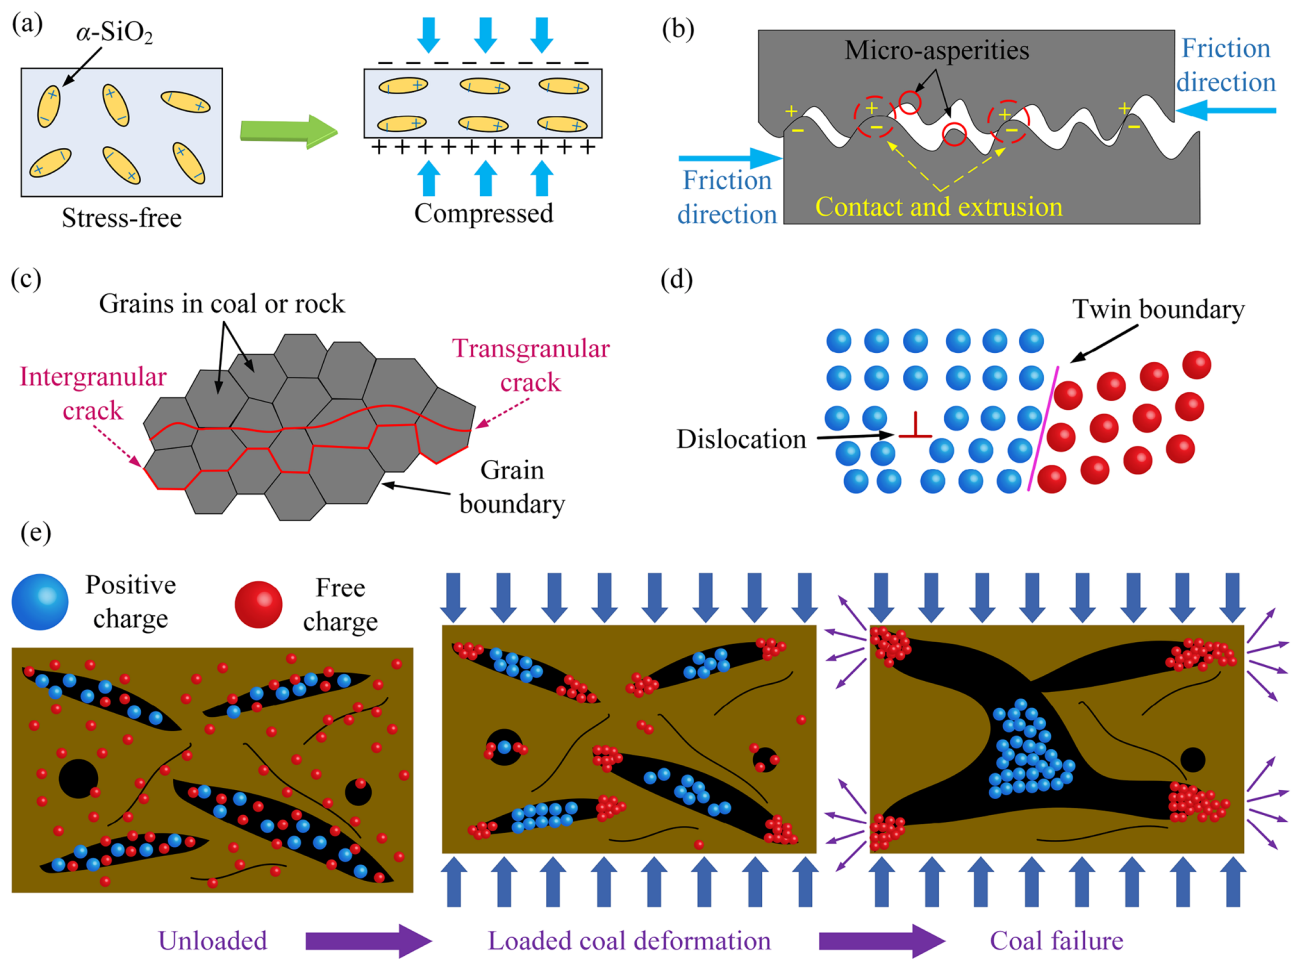 (a)
α-SiO2
Stress-free
− − − − − − − − −
+ + + + + + + + + +
Compressed
(b)
Micro-asperities
Friction
direction
+ + + +
− − − −
Friction
direction
Contact and extrusion
(c)
Grains in coal or rock
Intergranular
crack
Transgranular
crack
Grain
boundary
(d)
Twin boundary
Dislocation
(e)
Positive
charge
Free
charge
Unloaded
Loaded coal deformation
Coal failure